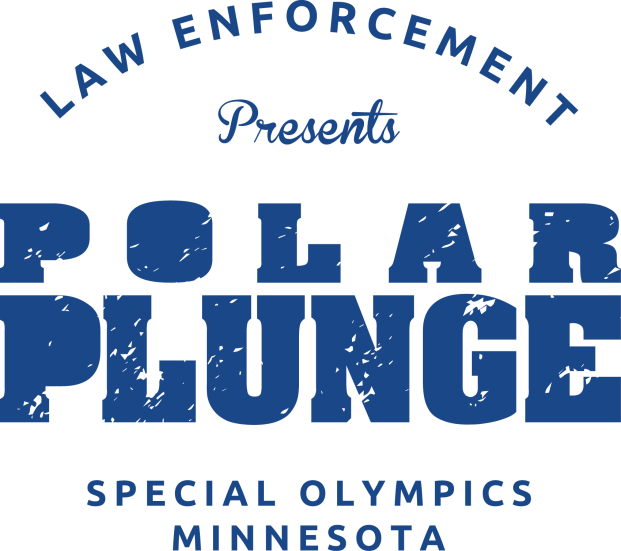 LAW ENFORCEMENT
Presents
POLAR
PLUNGE
SPECIAL OLYMPICS
MINNESOTA